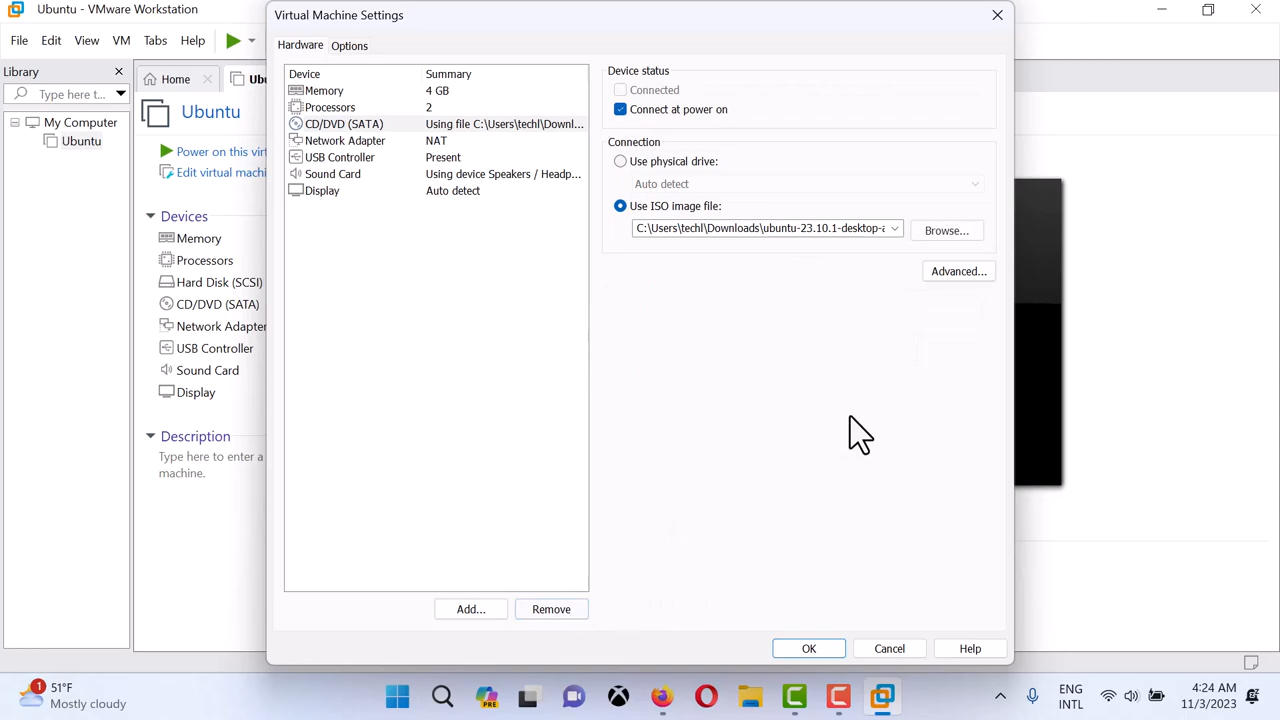 Ubuntu - VMware Workstation
Virtual Machine Settings
File Edit View VM Tabs Help
Hardware Options
Library
Type here t...
My Computer
Ubuntu
Home
Ubuntu
Power on this
Edit virtual
Devices
Memory
Processors
Hard Disk (SCSI)
CD/DVD (SATA)
Network Adapter
USB Controller
Sound Card
Display
Description
Type here to enter a
machine.
Device Summary
Memory 4 GB
Processors 2
CD/DVD (SATA) Using file C:\Users\techl\Downl...
Network Adapter NAT
USB Controller Present
Sound Card Using device Speakers / Headp...
Display Auto detect
Add... Remove
Device status
Connected
Connect at power on
Connection
Use physical drive:
Auto detect
Use ISO image file:
C:\Users\techl\Downloads\ubuntu-23.10.1-desktop-a
Browse...
Advanced...
OK Cancel Help
1
51°F
Mostly cloudy
PRE
ENG
INTL
4:24 AM
11/3/2023